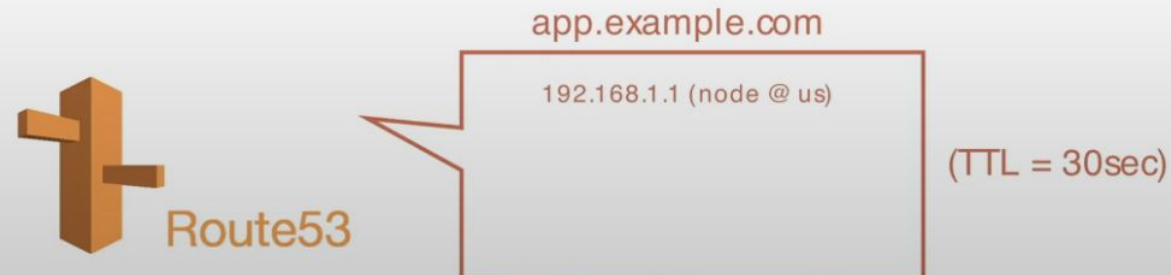 app.example.com
192.168.1.1 (node @ us)
(TTL = 30sec)
Route53